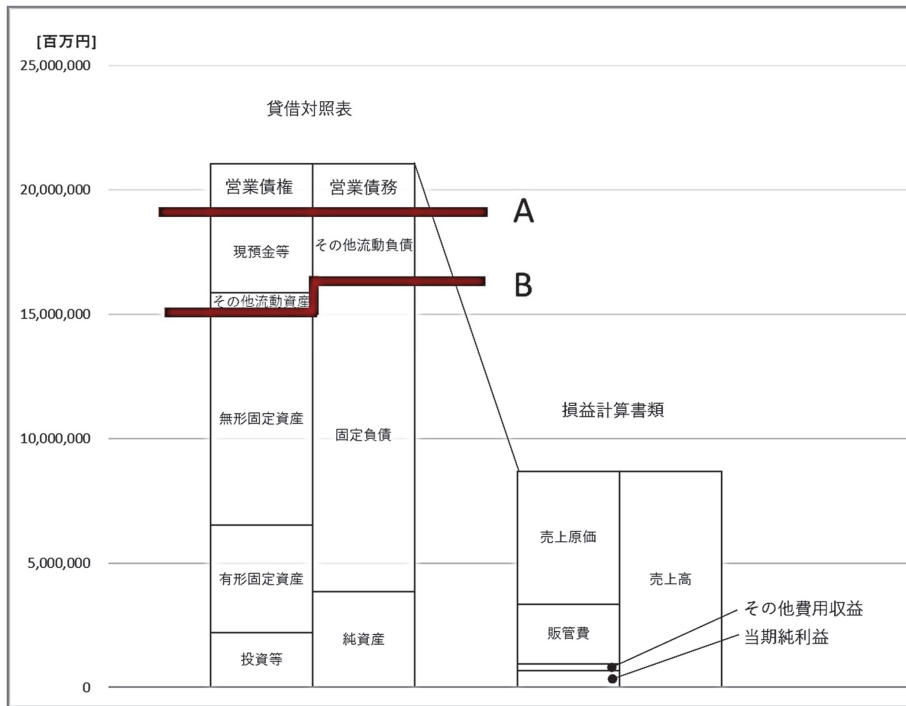 [百万円]
25,000,000
貸借対照表
20,000,000
営業債権
営業債務
A
現預金等
その他流動負債
B
その他流動資産
15,000,000
損益計算書類
無形固定資産
固定負債
10,000,000
売上原価
有形固定資産
売上高
5,000,000
その他費用収益
販管費
当期純利益
純資産
投資等
0